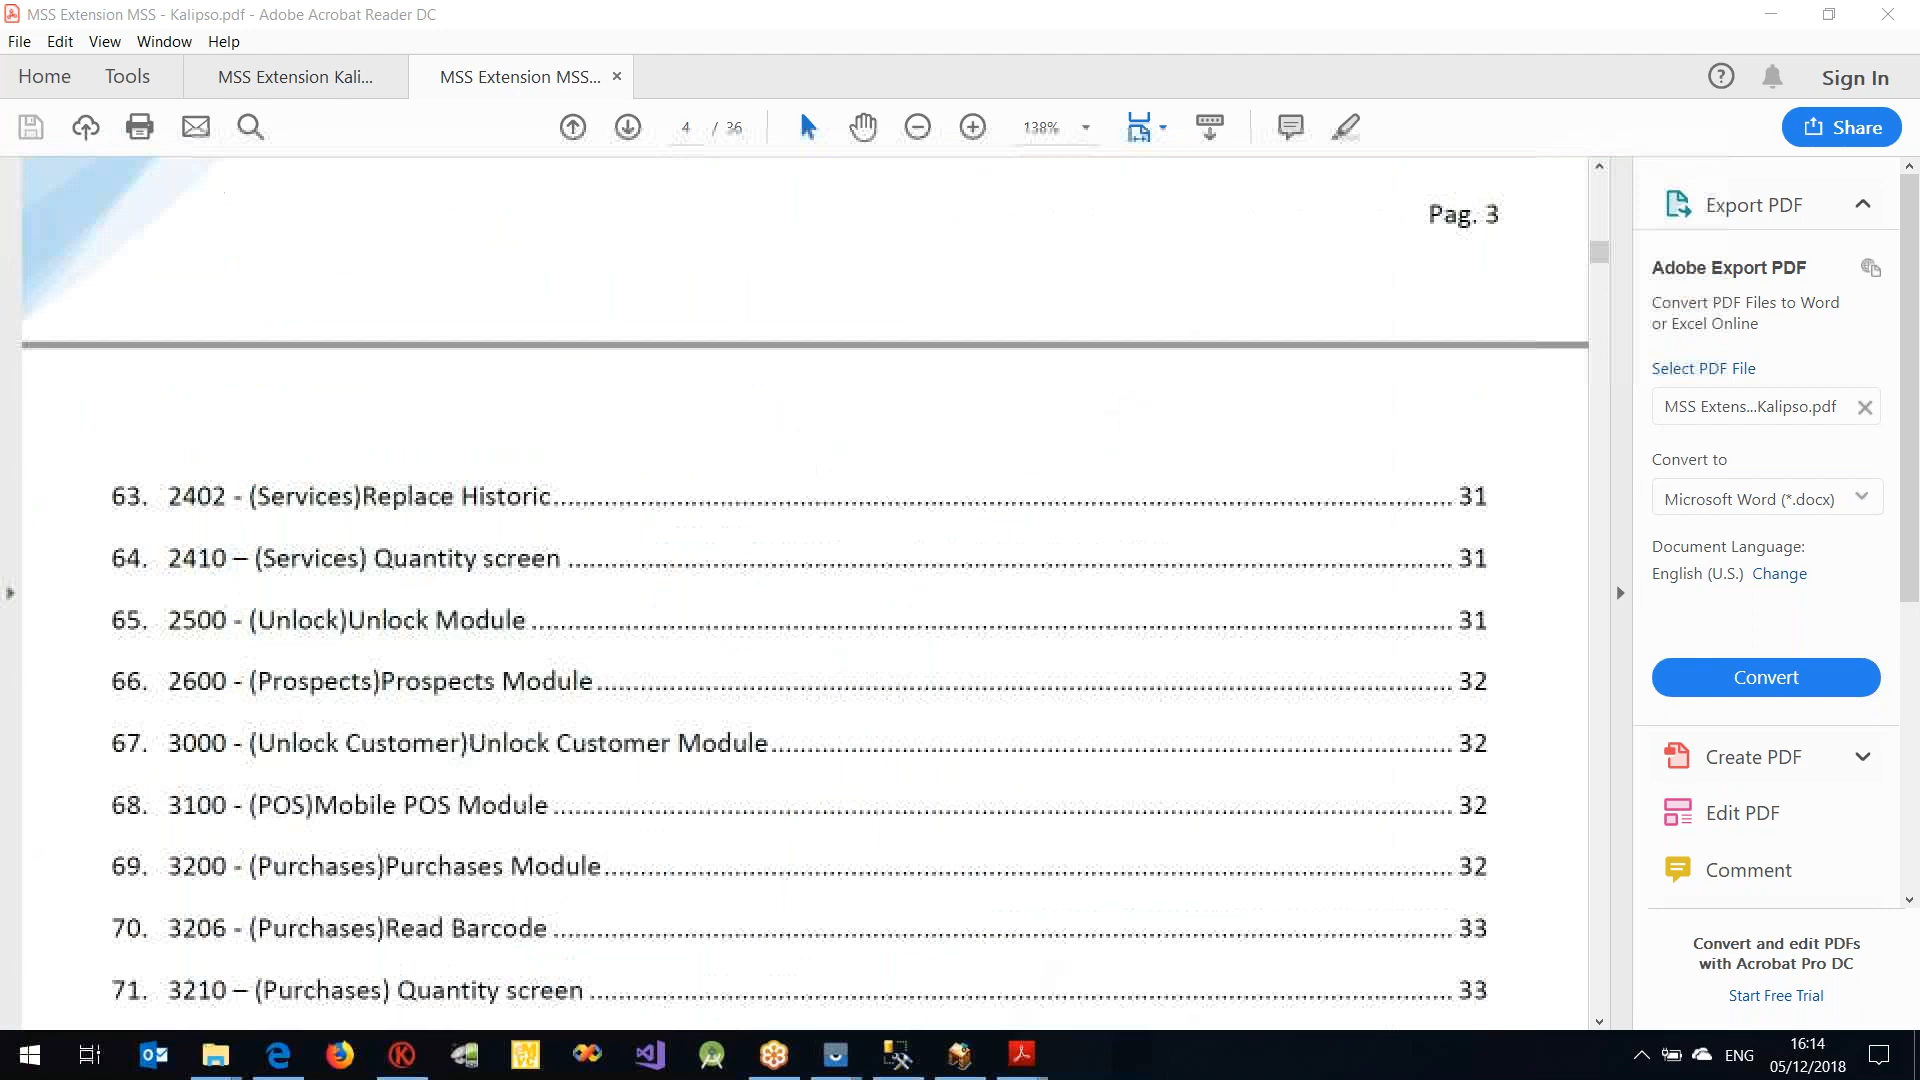 MSS Extension MSS - Kalipso.pdf - Adobe Acrobat Reader DC
File Edit View Window Help
Home Tools MSS Extension Kali... MSS Extension MSS... Sign In
4 / 36 138% Share
Pag. 3
63. 2402 - (Services)Replace Historic 31
64. 2410 – (Services) Quantity screen 31
65. 2500 - (Unlock)Unlock Module 31
66. 2600 - (Prospects)Prospects Module 32
67. 3000 - (Unlock Customer)Unlock Customer Module 32
68. 3100 - (POS)Mobile POS Module 32
69. 3200 - (Purchases)Purchases Module 32
70. 3206 - (Purchases)Read Barcode 33
71. 3210 – (Purchases) Quantity screen 33
Export PDF
Adobe Export PDF
Convert PDF Files to Word
or Excel Online
Select PDF File
MSS Extens...Kalipso.pdf
Convert to
Microsoft Word (*.docx)
Document Language:
English (U.S.) Change
Convert
Create PDF
Edit PDF
Comment
Convert and edit PDFs
with Acrobat Pro DC
Start Free Trial
ENG
16:14
05/12/2018